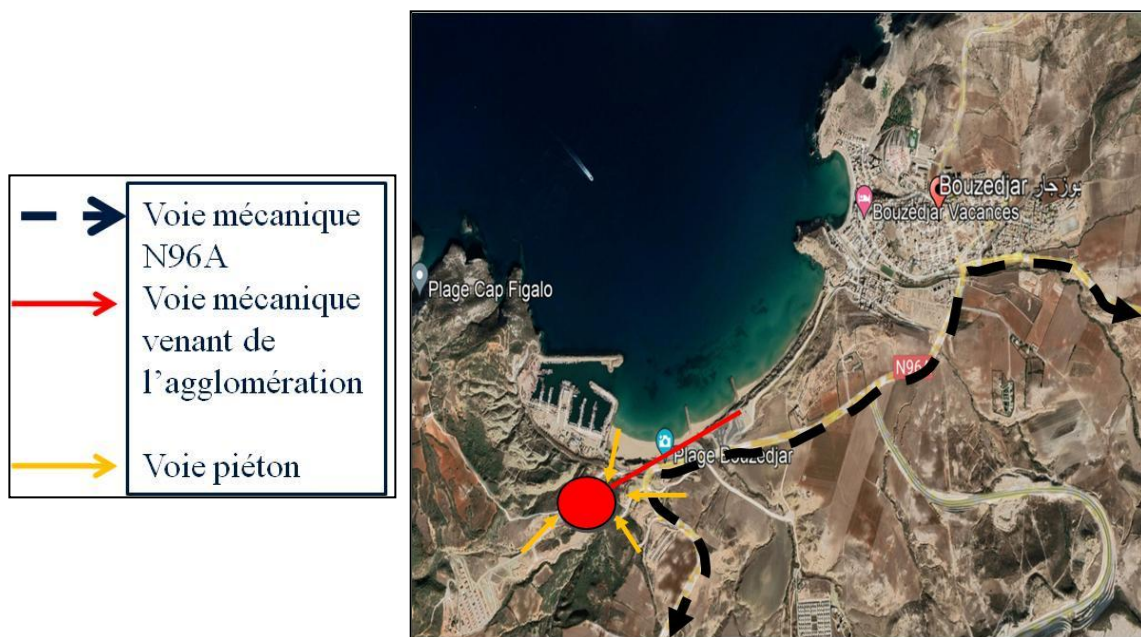 Voie mécanique
N96A
Voie mécanique
venant de
l’agglomération
Voie piéton
Bouzedjar بوزجار
Bouzedjar Vacances
Plage Cap Figalo
N96A
Plage Bouzedjar